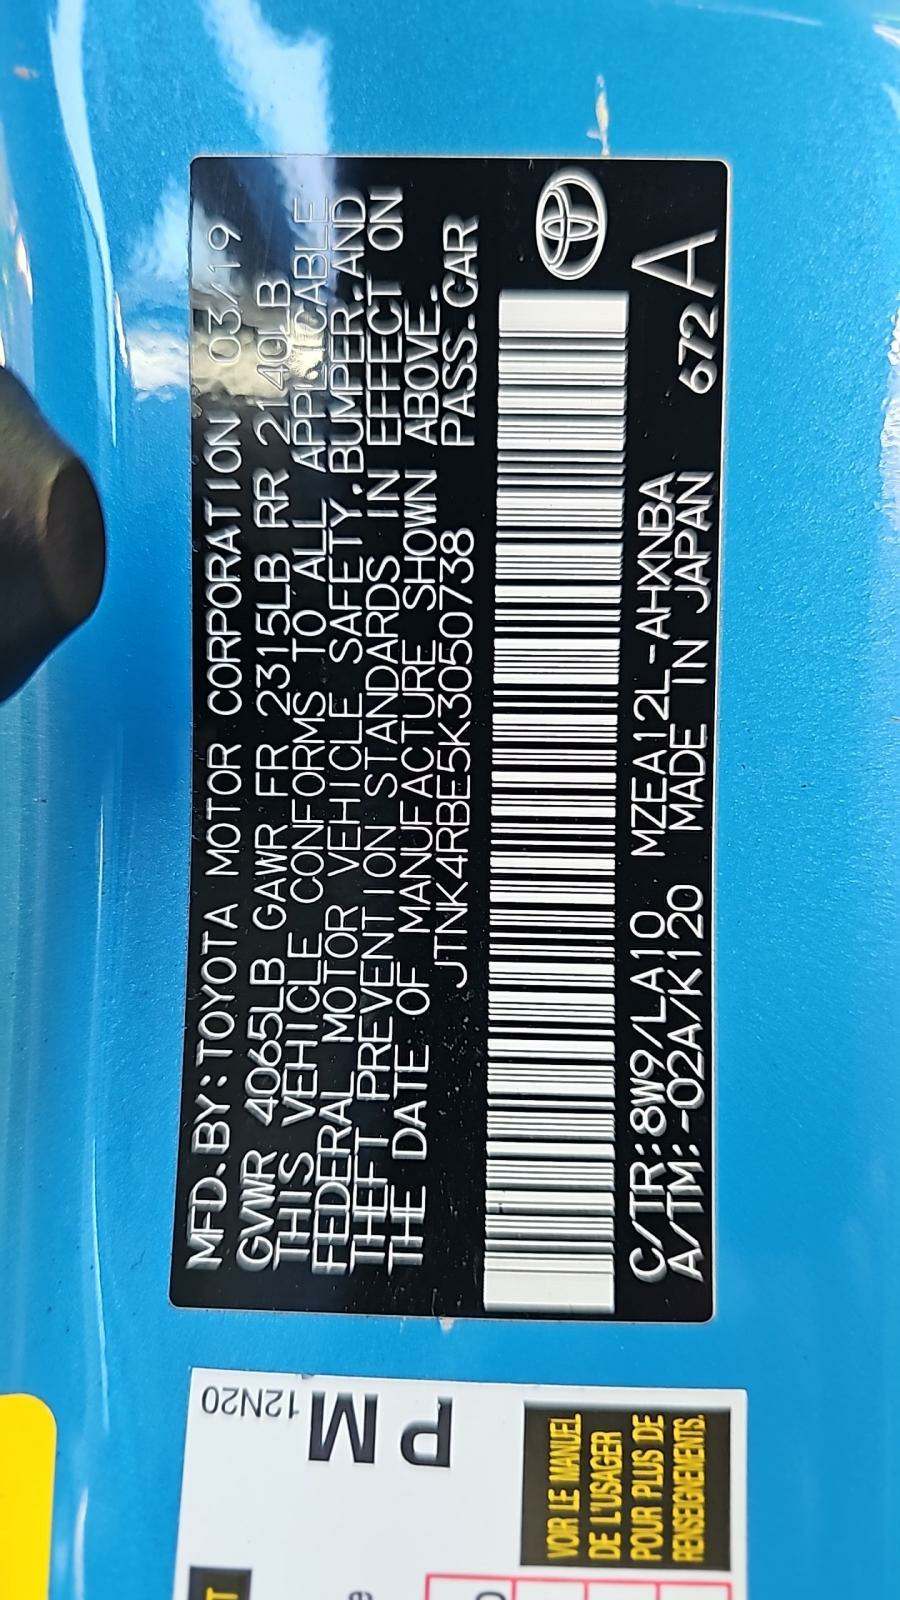 MFD.BY:TOYOTA MOTOR CORPORATION 03/19
GVWR 4065LB GAWR FR 2315LB RR 2140LB
THIS VEHICLE CONFORMS TO ALL APPLICABLE
FEDERAL MOTOR VEHICLE SAFETY,BUMPER,AND
THEFT PREVENTION STANDARDS IN EFFECT ON
THE DATE OF MANUFACTURE SHOWN ABOVE.
JTNK4RBE5K3050738 PASS.CAR
C/TR:8W9/LA10 MZEA12L-AHXNBA
A/TM:-02A/K120 MADE IN JAPAN 672A
12N20
PM
VOIR LE MANUEL
DE L'USAGER
POUR PLUS DE
RENSEIGNEMENTS.